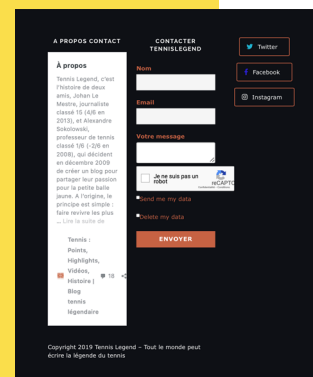 A PROPOS CONTACT
À propos
Tennis Legend, c'est
l'histoire de deux
amis, Johan Le
Mestre, journaliste
classé 15 (4/6 en
2013), et Alexandre
Sokolowski,
professeur de tennis
classé 1/6 (-2/6 en
2008), qui décident
en décembre 2009
de créer un blog pour
partager leur passion
pour la petite balle
jaune. A l'origine, le
principe est simple :
faire revivre les plus
... Lire la suite de
Tennis :
Points,
Highlights,
Vidéos,
Histoire |
Blog
tennis
légendaire
18
CONTACTER
TENNISLEGEND
Nom
Email
Votre message
Je ne suis pas un
robot
reCAPTC
Send me my data
Delete my data
ENVOYER
Twitter
Facebook
Instagram
Copyright 2019 Tennis Legend – Tout le monde peut
écrire la légende du tennis